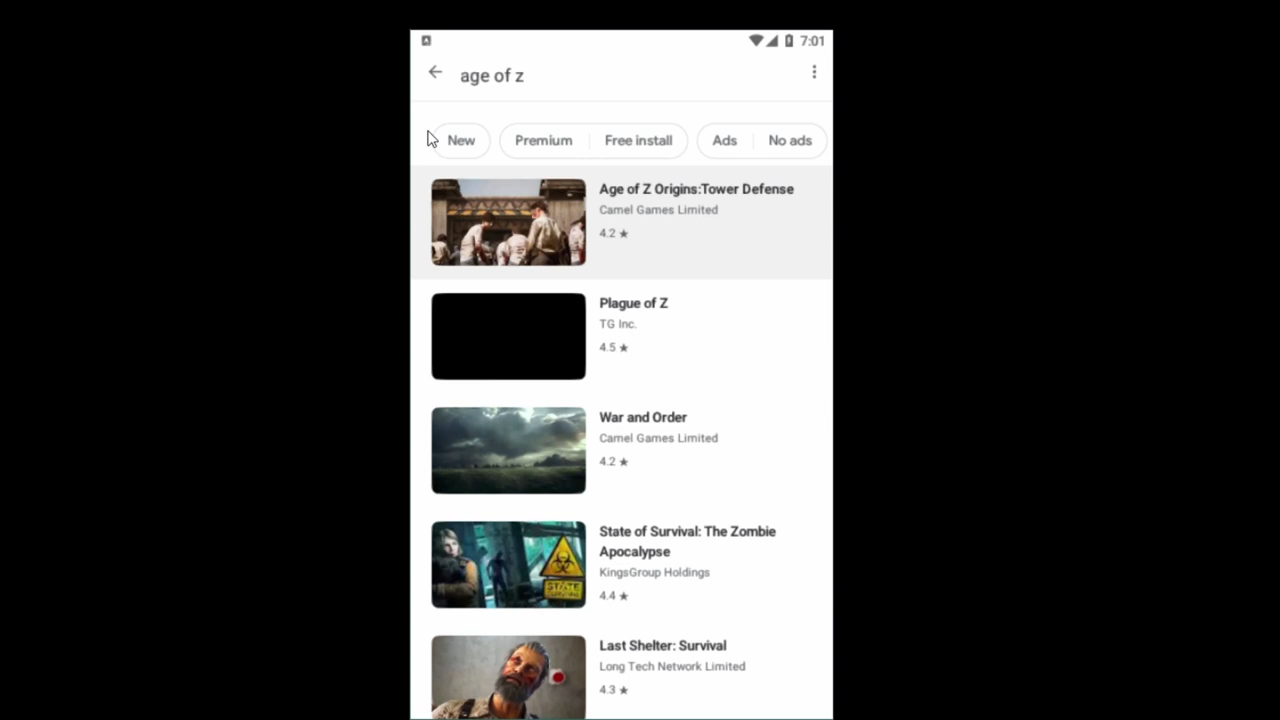 7:01
age of z
New
Premium
Free install
Ads
No ads
Age of Z Origins:Tower Defense
Camel Games Limited
4.2 ★
Plague of Z
TG Inc.
4.5 ★
War and Order
Camel Games Limited
4.2 ★
State of Survival: The Zombie
Apocalypse
KingsGroup Holdings
4.4 ★
Last Shelter: Survival
Long Tech Network Limited
4.3 ★